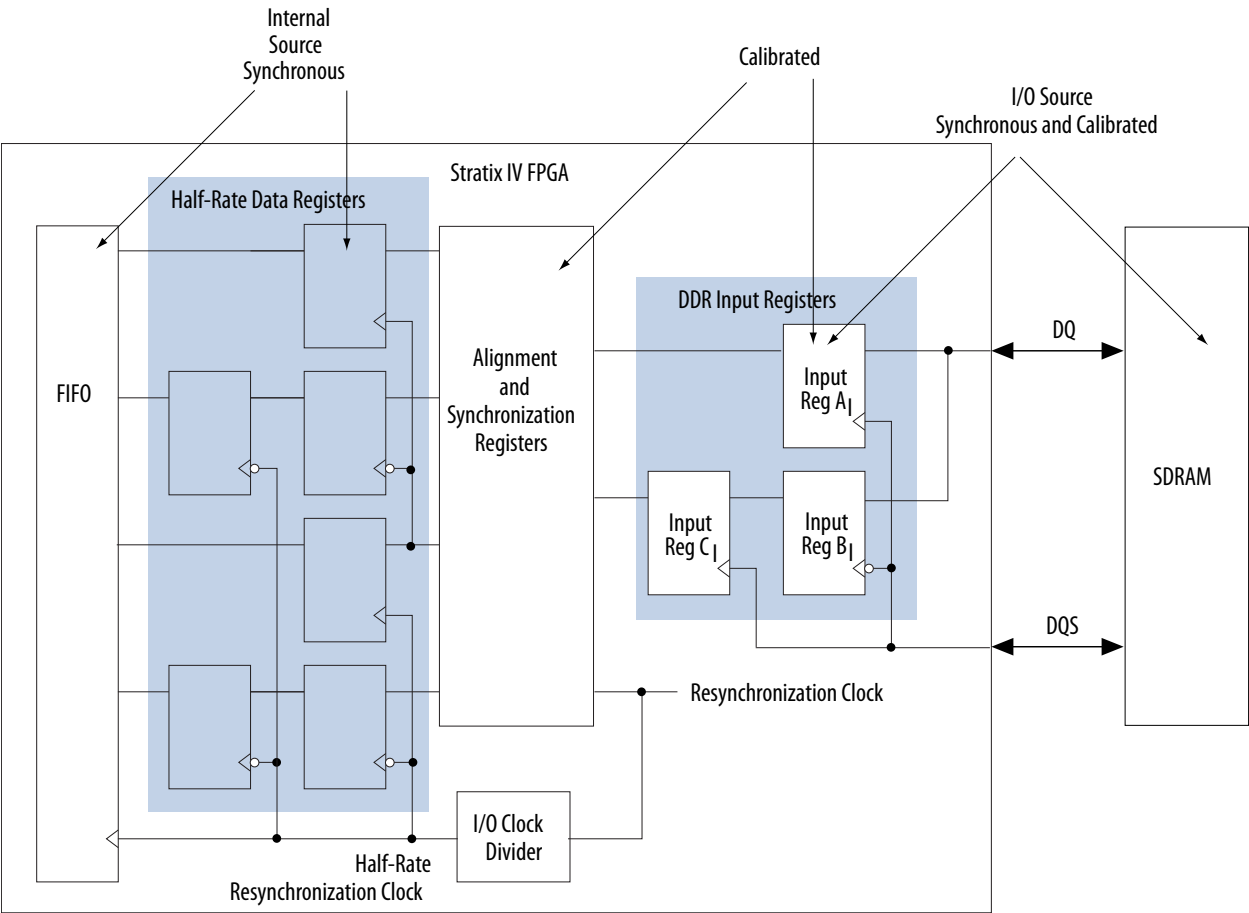 Internal
Source
Synchronous
Calibrated
I/O Source
Synchronous and Calibrated
Stratix IV FPGA
Half-Rate Data Registers
DDR Input Registers
DQ
Alignment
and
Synchronization
Registers
FIFO
Input
Reg A I
SDRAM
Input
Reg C I
Input
Reg B I
DQS
Resynchronization Clock
I/O Clock
Divider
Half-Rate
Resynchronization Clock